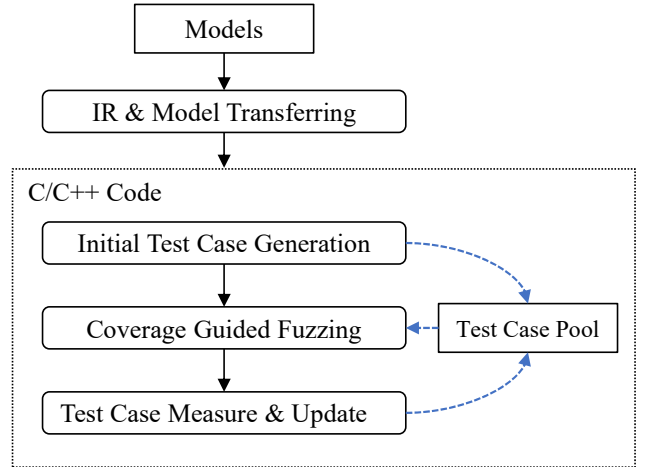 Models
IR & Model Transferring
C/C++ Code
Initial Test Case Generation
Coverage Guided Fuzzing
Test Case Pool
Test Case Measure & Update